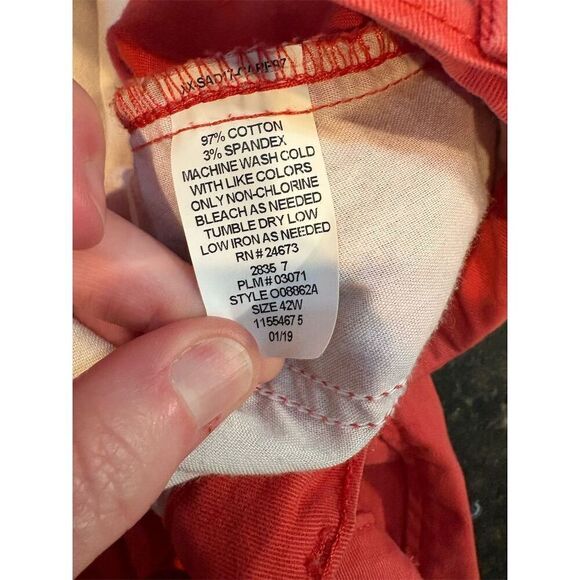 97% COTTON
3% SPANDEX
MACHINE WASH COLD
WITH LIKE COLORS
ONLY NON-CHLORINE
BLEACH AS NEEDED
TUMBLE DRY LOW
LOW IRON AS NEEDED
RN# 24673
2835 7
PLM# 03071
STYLE O08862A
SIZE 42W
1155467 5
01/19